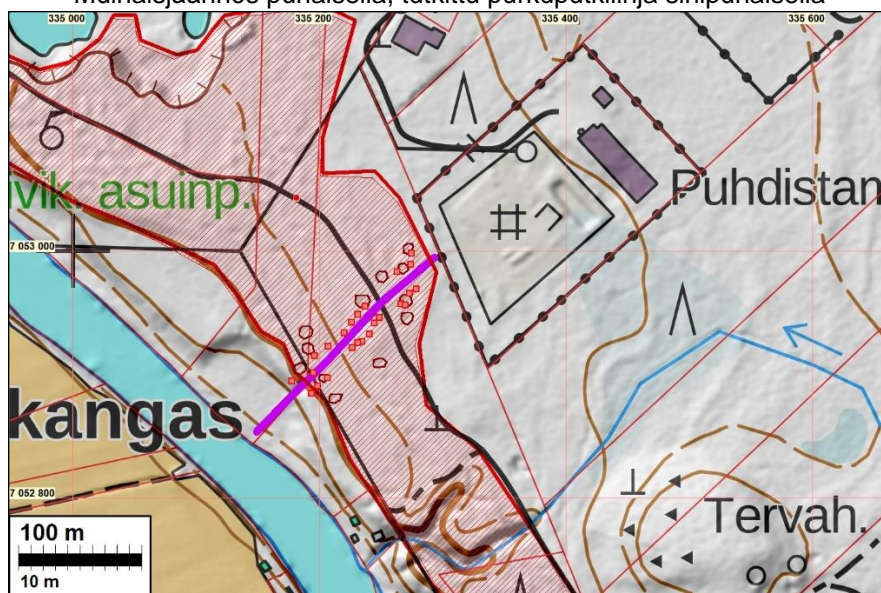 Muinaisjäännös punaisella, tutkittu purkuputkilinja sinipunaisella
335 000 335 200 335 400 335 600
ivik. asuinp.
Puhdistam
7 053 000
kangas
7 052 800
Tervah.
100 m
10 m